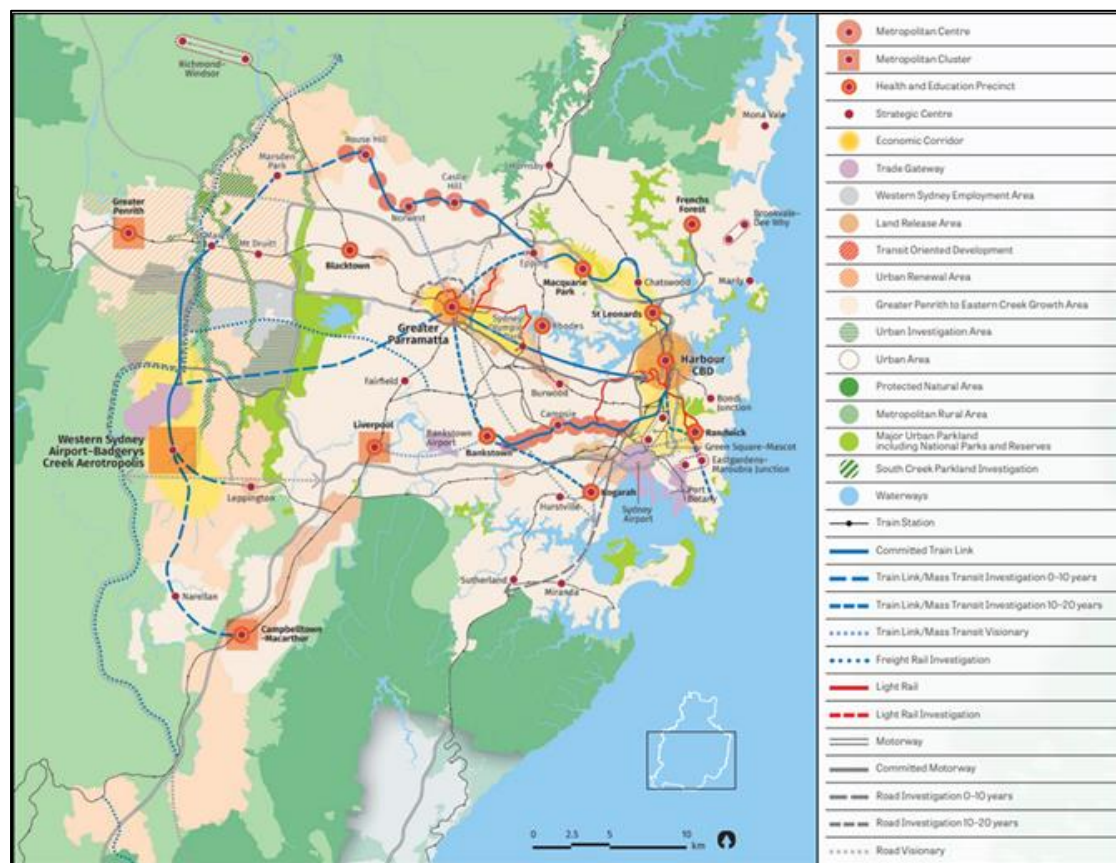 Richmond-
Windsor
Mona Vale
Rouse Hill
Marsden
Park
Castle
Hill
Hornsby
Norwest
Frenchs
Forest
Brookvale-
Dee Why
Greater
Penrith
St Marys
Mt Druitt
Blacktown
Epping
Macquarie
Park
Chatswood
Manly
St Leonards
Greater
Parramatta
Sydney
Olympic
Park
Rhodes
Harbour
CBD
Fairfield
Burwood
Bondi
Junction
Liverpool
Bankstown
Airport
Campsie
Bankstown
Randwick
Green Square-Mascot
Eastgardens-
Maroubra Junction
Western Sydney
Airport-Badgerys
Creek Aerotropolis
Leppington
Kogarah
Hurstville
Sydney
Airport
Port
Botany
Sutherland
Miranda
Narellan
Campbelltown
-Macarthur
0 2.5 5 10
km
Metropolitan Centre
Metropolitan Cluster
Health and Education Precinct
Strategic Centre
Economic Corridor
Trade Gateway
Western Sydney Employment Area
Land Release Area
Transit Oriented Development
Urban Renewal Area
Greater Penrith to Eastern Creek Growth Area
Urban Investigation Area
Urban Area
Protected Natural Area
Metropolitan Rural Area
Major Urban Parkland
including National Parks and Reserves
South Creek Parkland Investigation
Waterways
Train Station
Committed Train Link
Train Link/Mass Transit Investigation 0-10 years
Train Link/Mass Transit Investigation 10-20 years
Train Link/Mass Transit Visionary
Freight Rail Investigation
Light Rail
Light Rail Investigation
Motorway
Committed Motorway
Road Investigation 0-10 years
Road Investigation 10-20 years
Road Visionary